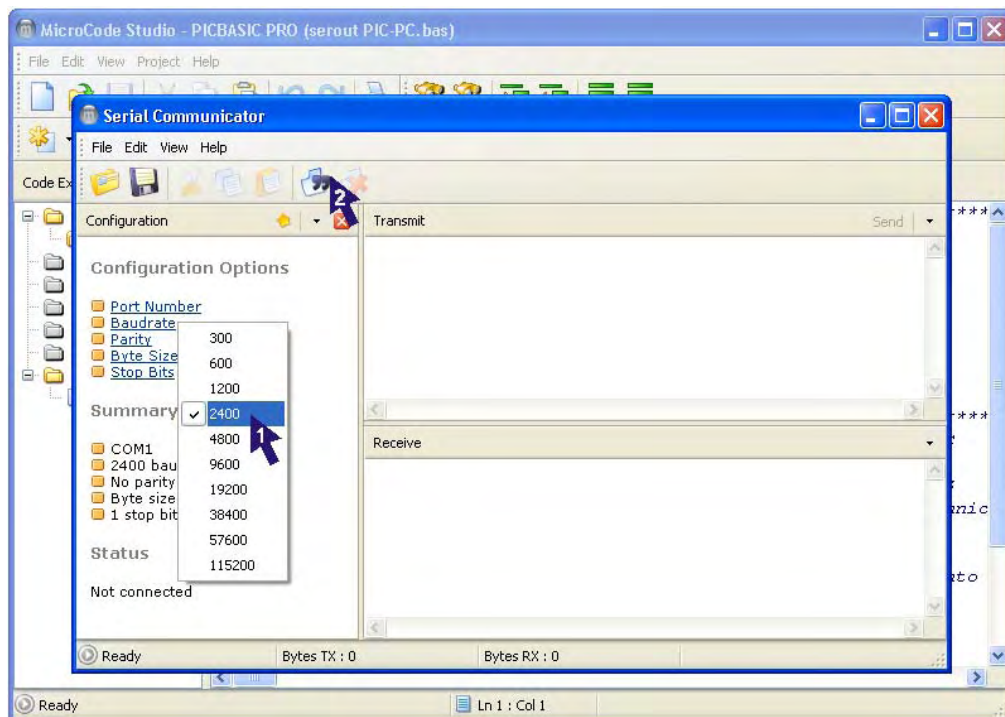 MicroCode Studio - PICBASIC PRO (serout PIC-PC.bas)
File Edit View Project Help
Serial Communicator
File Edit View Help
Code Ex
2
Configuration
Transmit
Send
****
Configuration Options
Port Number
Baudrate
Parity
Byte Size
Stop Bits
300
600
1200
2400
4800
9600
19200
38400
57600
115200
1
Summary
COM1
2400 bau
No parity
Byte size
1 stop bit
Status
Not connected
Receive
****
nic
to
Ready
Bytes TX : 0
Bytes RX : 0
Ready
Ln 1 : Col 1